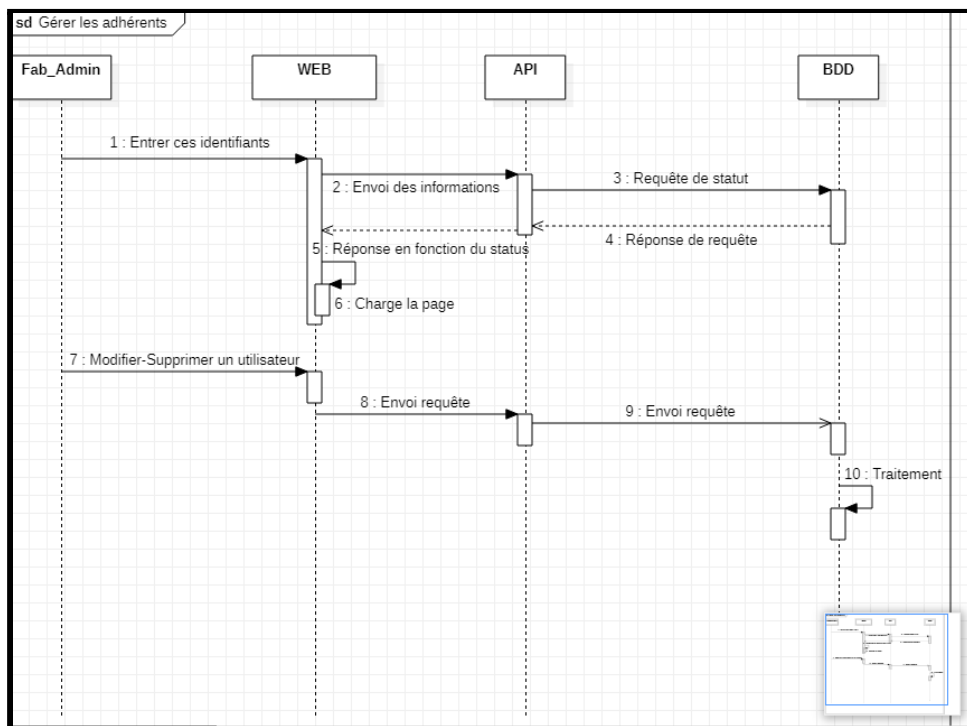 sd Gérer les adhérents
Fab_Admin
WEB
API
BDD
1 : Entrer ces identifiants
2 : Envoi des informations
3 : Requête de statut
4 : Réponse de requête
5 : Réponse en fonction du status
6 : Charge la page
7 : Modifier-Supprimer un utilisateur
8 : Envoi requête
9 : Envoi requête
10 : Traitement